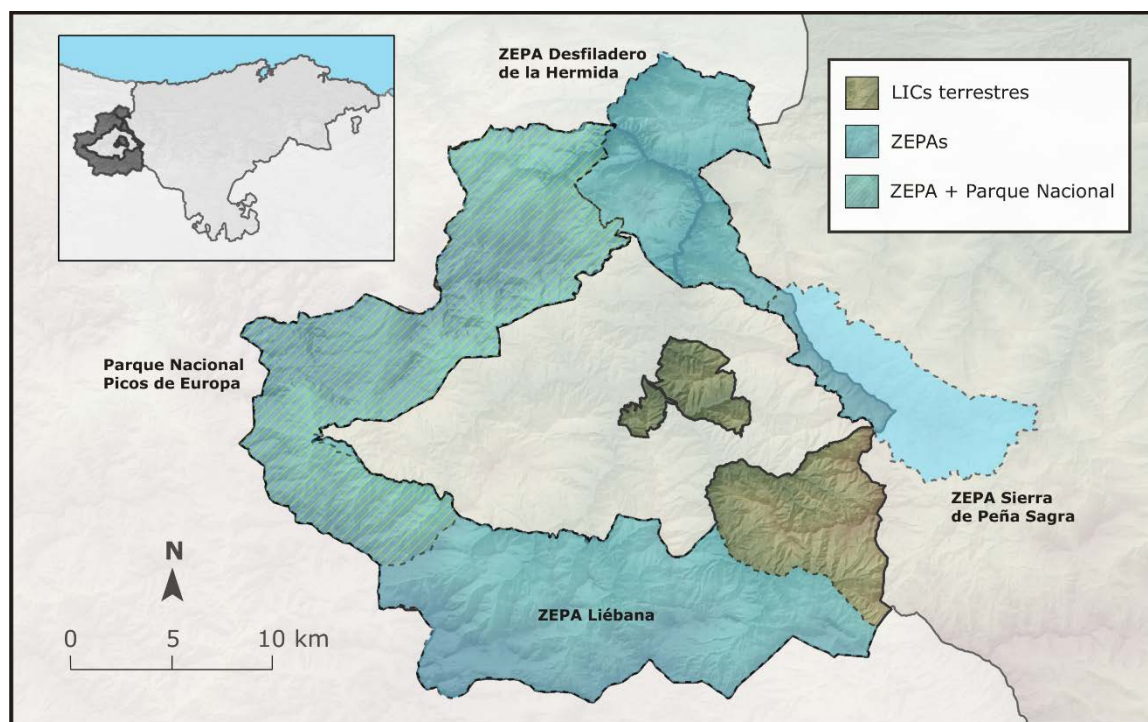 ZEPA Desfiladero
de la Hermida
LICs terrestres
ZEPAs
ZEPA + Parque Nacional
Parque Nacional
Picos de Europa
ZEPA Sierra
de Peña Sagra
ZEPA Liébana
N
0 5 10 km